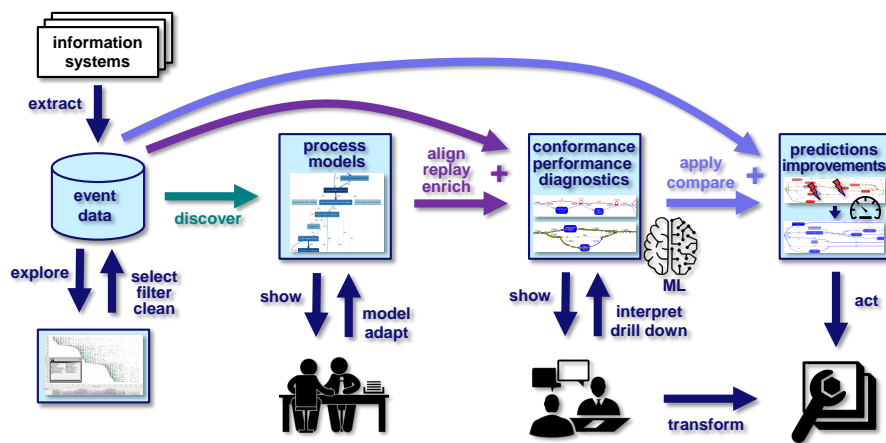 information
systems
extract
event
data
explore
select
filter
clean
discover
process
models
show
model
adapt
align
replay
enrich
+
conformance
performance
diagnostics
ML
show
interpret
drill down
apply
compare
+
predictions
improvements
act
transform